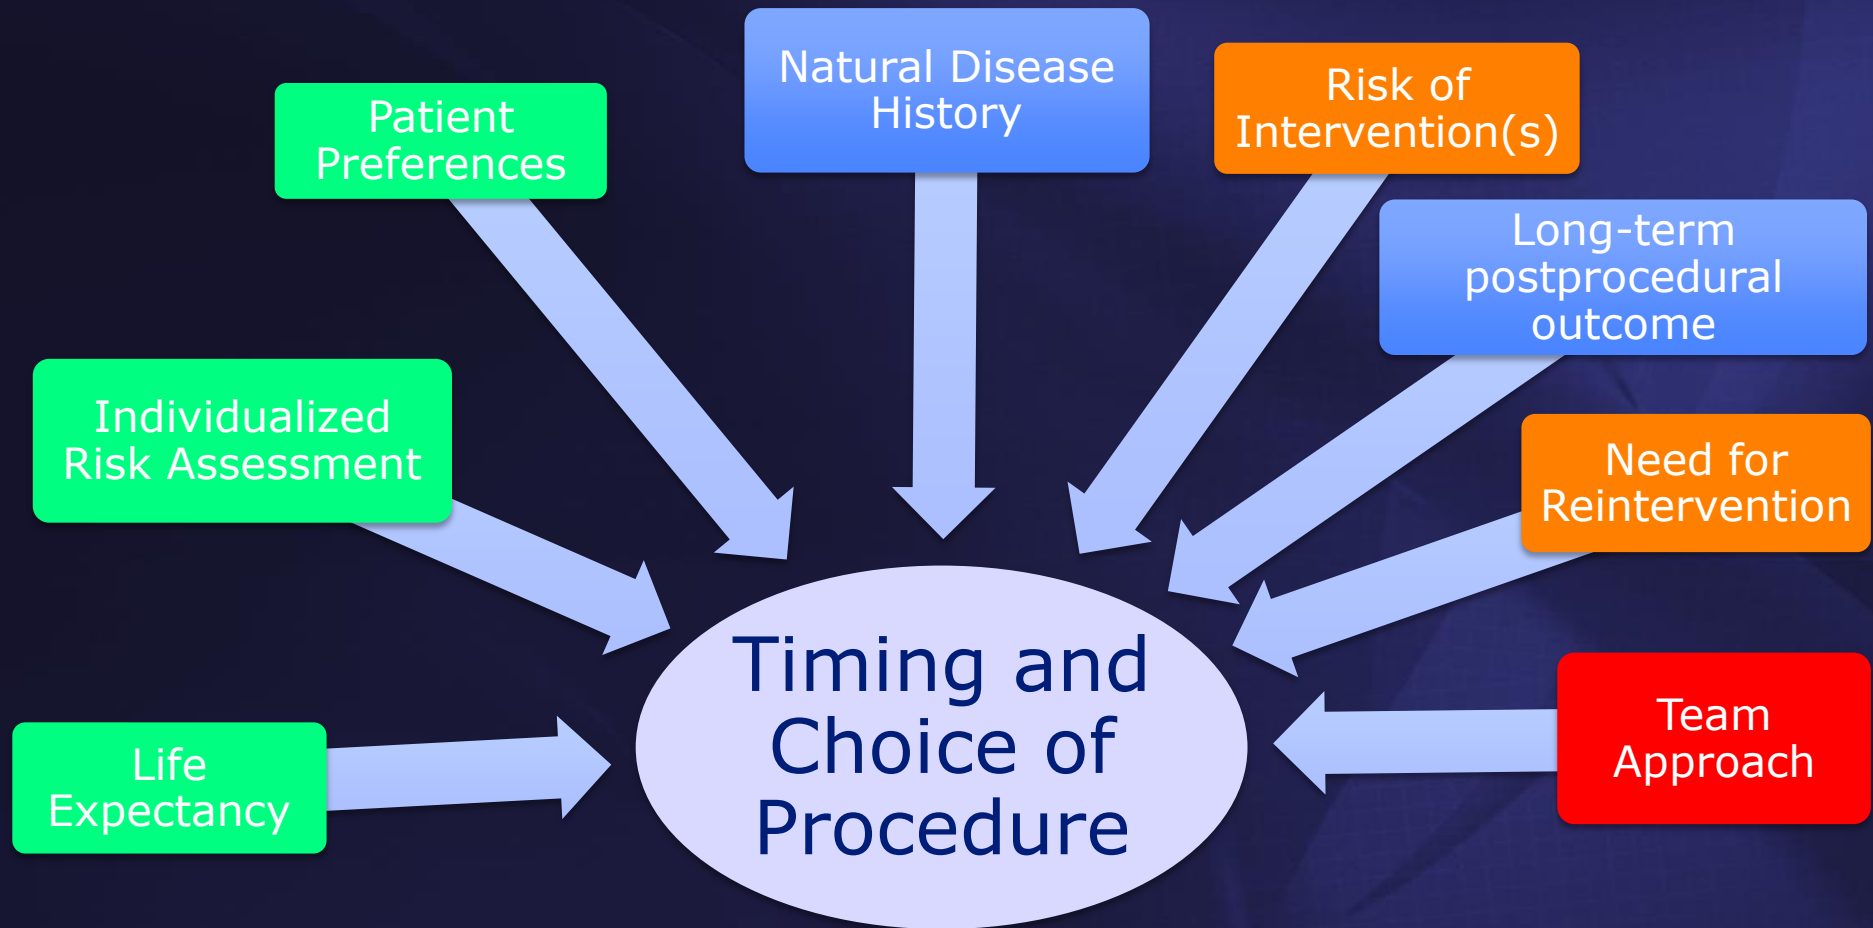 Natural Disease
History
Risk of
Intervention(s)
Patient
Preferences
Long-term
postprocedural
outcome
Individualized
Risk Assessment
Need for
Reintervention
Timing and
Choice of
Procedure
Team
Approach
Life
Expectancy